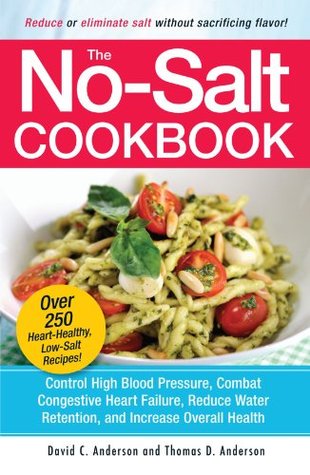 Reduce or eliminate salt without sacrificing flavor!
The
No-Salt
COOKBOOK
Over
250
Heart-Healthy,
Low-Salt
Recipes!
Control High Blood Pressure, Combat
Congestive Heart Failure, Reduce Water
Retention, and Increase Overall Health
David C. Anderson and Thomas D. Anderson